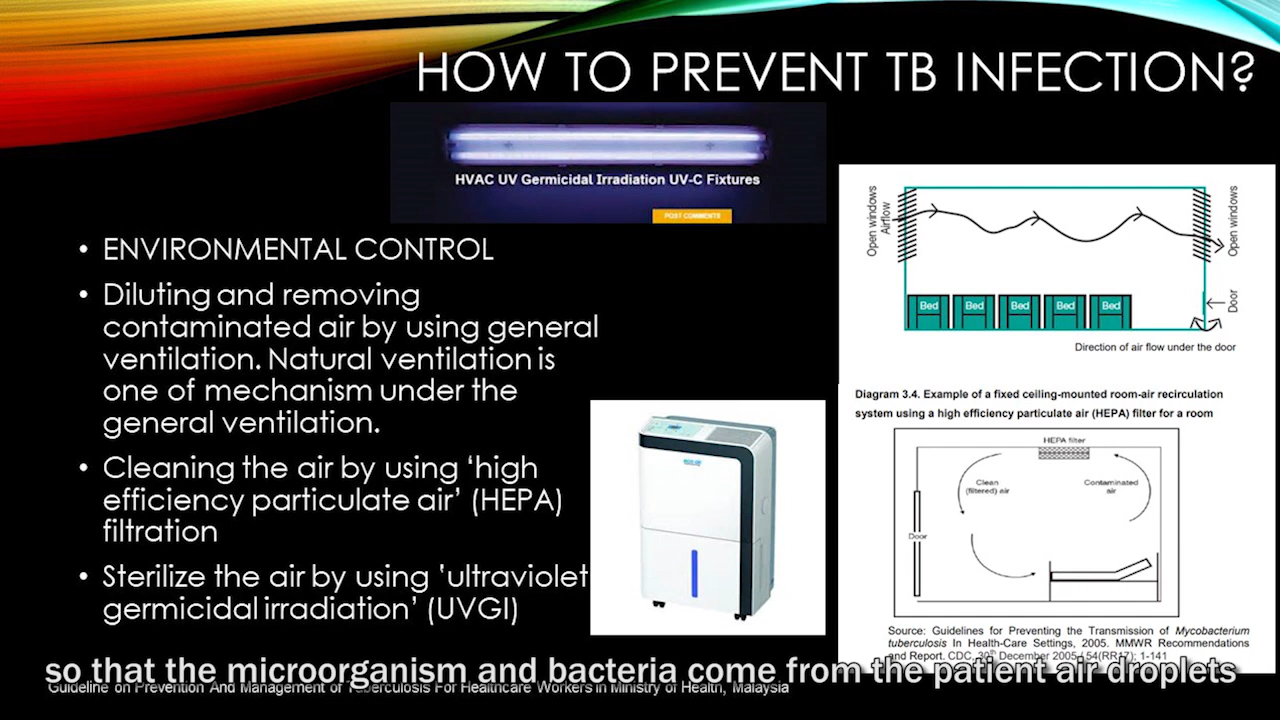 HOW TO PREVENT TB INFECTION?
HVAC UV Germicidal Irradiation UV-C Fixtures
POST COMMENTS
• ENVIRONMENTAL CONTROL
• Diluting and removing
contaminated air by using general
ventilation. Natural ventilation is
one of mechanism under the
general ventilation.
• Cleaning the air by using ‘high
efficiency particulate air’ (HEPA)
filtration
• Sterilize the air by using ‛ultraviolet
germicidal irradiation’ (UVGI)
Open windows
Airflow
Open windows
Bed
Bed
Bed
Bed
Bed
Door
Direction of air flow under the door
Diagram 3.4. Example of a fixed ceiling-mounted room-air recirculation
system using a high efficiency particulate air (HEPA) filter for a room
HEPA filter
Clean
(filtered) air
Contaminated
air
Door
Source: Guidelines for Preventing the Transmission of Mycobacterium
tuberculosis In Health-Care Settings, 2005. MMWR Recommendations
and Report. CDC, 30th December 2005;54(RR17); 1-141
so that the microorganism and bacteria come from the patient air droplets
Guideline on Prevention And Management of Tuberculosis For Healthcare Workers in Ministry of Health, Malaysia